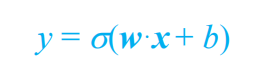 y = σ(w·x + b)